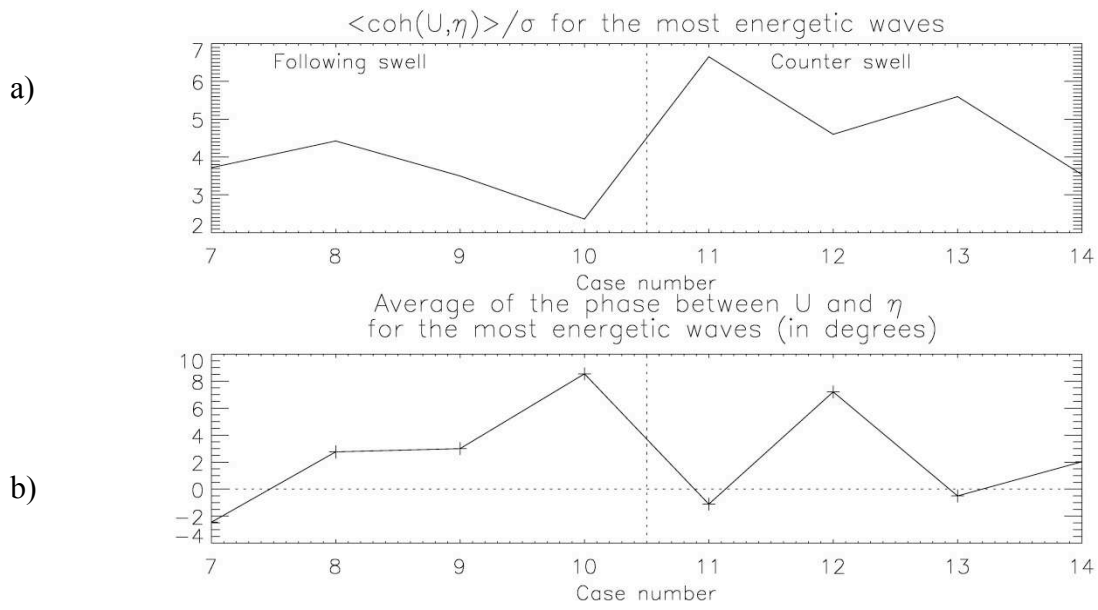 <coh(U,η)>/σ for the most energetic waves
a)
7
6
5
4
3
2
Following swell
Counter swell
7 8 9 10 11 12 13 14
Case number
Average of the phase between U and η
for the most energetic waves (in degrees)
b)
10
8
6
4
2
0
−2
−4
7 8 9 10 11 12 13 14
Case number